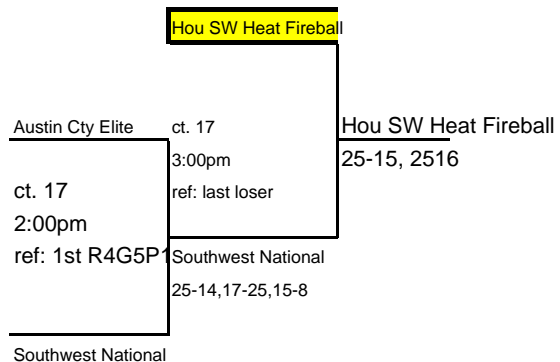 Hou SW Heat Fireball
Austin Cty Elite
ct. 17
3:00pm
ref: last loser
Hou SW Heat Fireball
25-15, 2516
ct. 17
2:00pm
ref: 1st R4G5P1
Southwest National
25-14,17-25,15-8
Southwest National